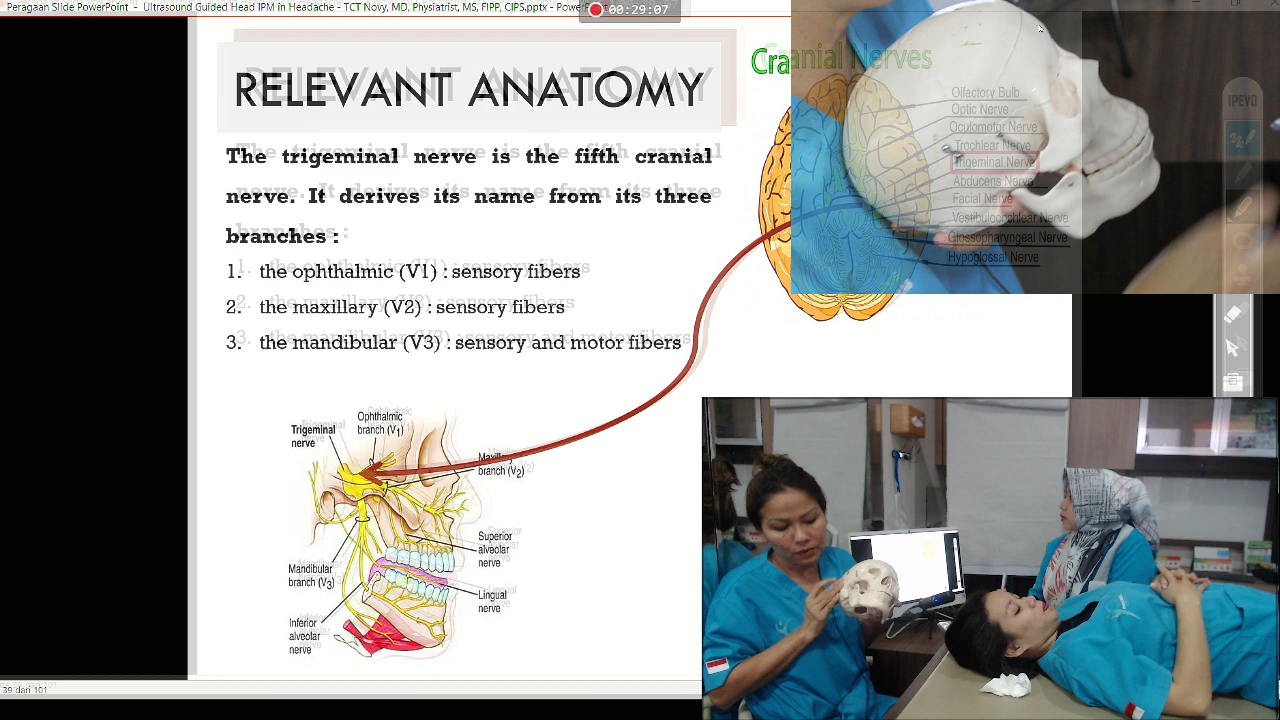 Peragaan Slide PowerPoint - Ultrasound Guided Head IPM in Headache - TCT Novy, MD, Physiatrist, MS, FIPP, CIPS.pptx - PowerPoint
00:29:07
RELEVANT ANATOMY
The trigeminal nerve is the fifth cranial
nerve. It derives its name from its three
branches :
1. the ophthalmic (V1) : sensory fibers
2. the maxillary (V2) : sensory fibers
3. the mandibular (V3) : sensory and motor fibers
Cranial Nerves
Olfactory Bulb
Optic Nerve
Oculomotor Nerve
Trochlear Nerve
Trigeminal Nerve
Abducens Nerve
Facial Nerve
Vestibulocochlear Nerve
Glossopharyngeal Nerve
Hypoglossal Nerve
IPEVO
Trigeminal
nerve
Ophthalmic
branch (V1)
Maxillary
branch (V2)
Superior
alveolar
nerve
Mandibular
branch (V3)
Lingual
nerve
Inferior
alveolar
nerve
39 dari 101